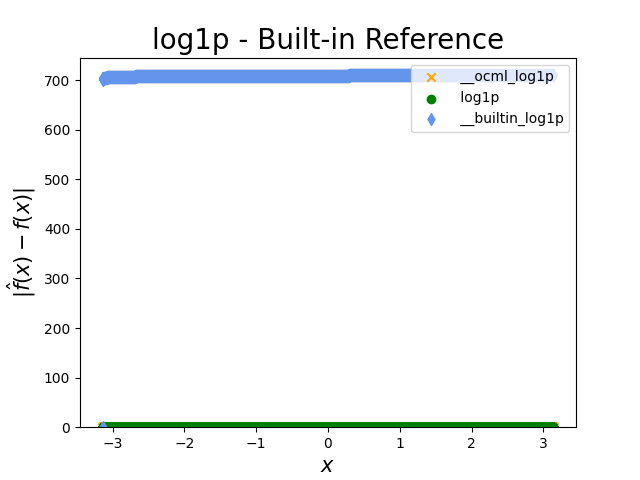 log1p - Built-in Reference
700
600
500
400
300
200
100
0
|f̂(x) − f(x)|
__ocml_log1p
log1p
__builtin_log1p
−3 −2 −1 0 1 2 3
x